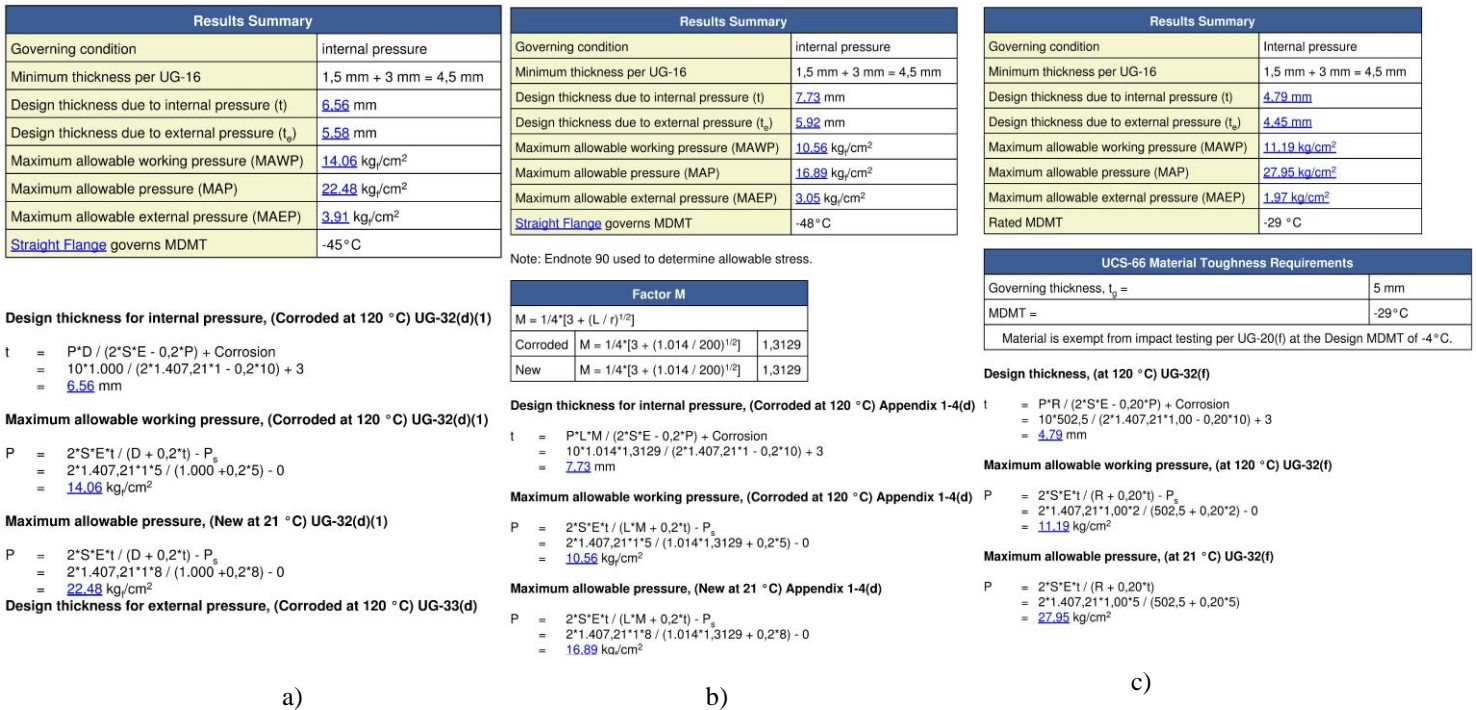 Results Summary
Governing condition internal pressure
Minimum thickness per UG-16 1,5 mm + 3 mm = 4,5 mm
Design thickness due to internal pressure (t) 6,56 mm
Design thickness due to external pressure (te) 5,58 mm
Maximum allowable working pressure (MAWP) 14,06 kgf/cm2
Maximum allowable pressure (MAP) 22,48 kgf/cm2
Maximum allowable external pressure (MAEP) 3,91 kgf/cm2
Straight Flange governs MDMT -45°C
Design thickness for internal pressure, (Corroded at 120 °C) UG-32(d)(1)
t = P*D / (2*S*E - 0,2*P) + Corrosion
= 10*1.000 / (2*1.407,21*1 - 0,2*10) + 3
= 6,56 mm
Maximum allowable working pressure, (Corroded at 120 °C) UG-32(d)(1)
P = 2*S*E*t / (D + 0,2*t) - Ps
= 2*1.407,21*1*5 / (1.000 +0,2*5) - 0
= 14,06 kgf/cm2
Maximum allowable pressure, (New at 21 °C) UG-32(d)(1)
P = 2*S*E*t / (D + 0,2*t) - Ps
= 2*1.407,21*1*8 / (1.000 +0,2*8) - 0
= 22,48 kgf/cm2
Design thickness for external pressure, (Corroded at 120 °C) UG-33(d)
a)
Results Summary
Governing condition internal pressure
Minimum thickness per UG-16 1,5 mm + 3 mm = 4,5 mm
Design thickness due to internal pressure (t) 7,73 mm
Design thickness due to external pressure (te) 5,92 mm
Maximum allowable working pressure (MAWP) 10,56 kgf/cm2
Maximum allowable pressure (MAP) 16,89 kgf/cm2
Maximum allowable external pressure (MAEP) 3,05 kgf/cm2
Straight Flange governs MDMT -48°C
Note: Endnote 90 used to determine allowable stress.
Factor M
M = 1/4*[3 + (L / r)1/2]
Corroded M = 1/4*[3 + (1.014 / 200)1/2] 1,3129
New M = 1/4*[3 + (1.014 / 200)1/2] 1,3129
Design thickness for internal pressure, (Corroded at 120 °C) Appendix 1-4(d)
t = P*L*M / (2*S*E - 0,2*P) + Corrosion
= 10*1.014*1,3129 / (2*1.407,21*1 - 0,2*10) + 3
= 7,73 mm
Maximum allowable working pressure, (Corroded at 120 °C) Appendix 1-4(d)
P = 2*S*E*t / (L*M + 0,2*t) - Ps
= 2*1.407,21*1*5 / (1.014*1,3129 + 0,2*5) - 0
= 10,56 kgf/cm2
Maximum allowable pressure, (New at 21 °C) Appendix 1-4(d)
P = 2*S*E*t / (L*M + 0,2*t) - Ps
= 2*1.407,21*1*8 / (1.014*1,3129 + 0,2*8) - 0
= 16,89 kgf/cm2
b)
Results Summary
Governing condition Internal pressure
Minimum thickness per UG-16 1,5 mm + 3 mm = 4,5 mm
Design thickness due to internal pressure (t) 4,79 mm
Design thickness due to external pressure (te) 4,45 mm
Maximum allowable working pressure (MAWP) 11,19 kg/cm2
Maximum allowable pressure (MAP) 27,95 kg/cm2
Maximum allowable external pressure (MAEP) 1,97 kg/cm2
Rated MDMT -29 °C
UCS-66 Material Toughness Requirements
Governing thickness, tg = 5 mm
MDMT = -29°C
Material is exempt from impact testing per UG-20(f) at the Design MDMT of -4°C.
Design thickness, (at 120 °C) UG-32(f)
t = P*R / (2*S*E - 0,20*P) + Corrosion
= 10*502,5 / (2*1.407,21*1,00 - 0,20*10) + 3
= 4,79 mm
Maximum allowable working pressure, (at 120 °C) UG-32(f)
P = 2*S*E*t / (R + 0,20*t) - Ps
= 2*1.407,21*1,00*2 / (502,5 + 0,20*2) - 0
= 11,19 kg/cm2
Maximum allowable pressure, (at 21 °C) UG-32(f)
P = 2*S*E*t / (R + 0,20*t)
= 2*1.407,21*1,00*5 / (502,5 + 0,20*5)
= 27,95 kg/cm2
c)